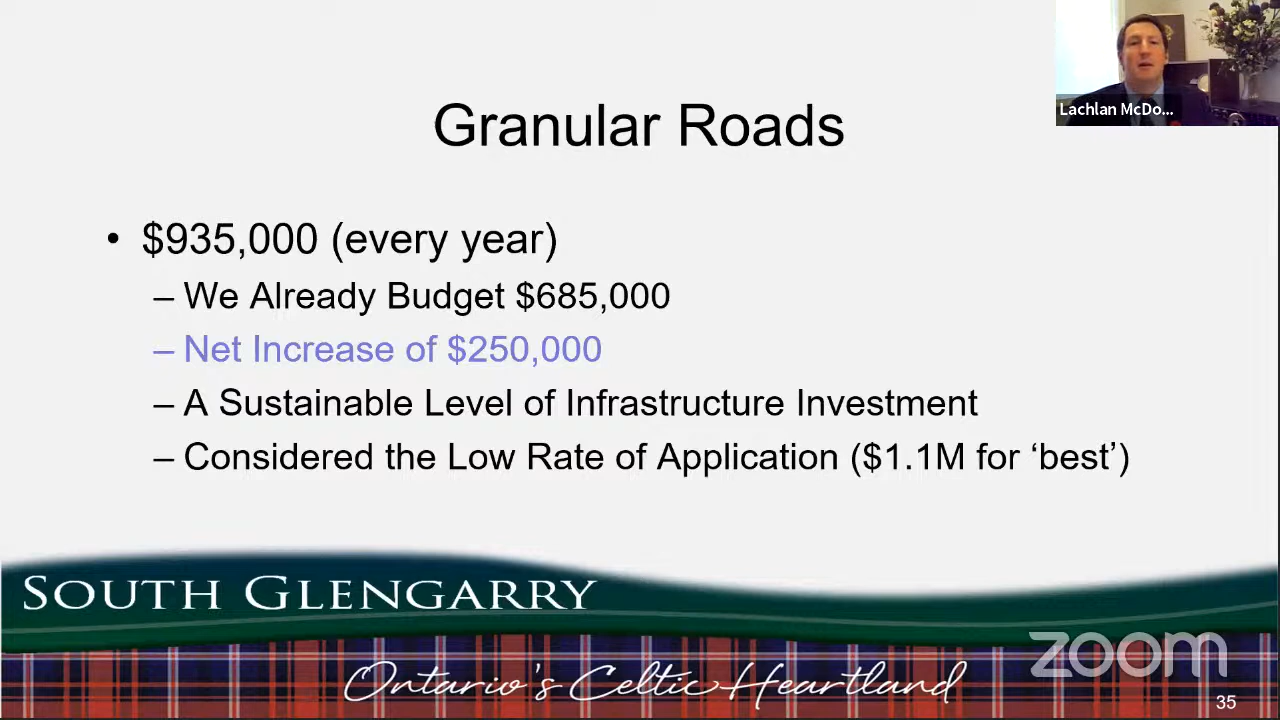 Lachlan McDo...
Granular Roads
• $935,000 (every year)
– We Already Budget $685,000
– Net Increase of $250,000
– A Sustainable Level of Infrastructure Investment
– Considered the Low Rate of Application ($1.1M for ‘best’)
SOUTH GLENGARRY
zoom
Ontario's Celtic Heartland
35